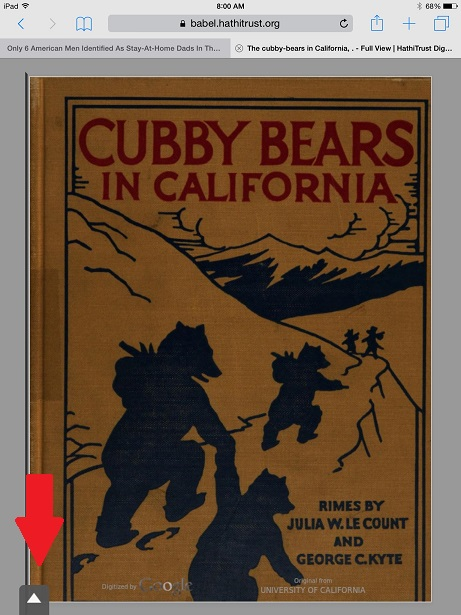 iPad 8:00 AM 68%
babel.hathitrust.org
Only 6 American Men Identified As Stay-At-Home Dads In Th... The cubby-bears in California, . - Full View | HathiTrust Dig...
CUBBY BEARS
IN CALIFORNIA
RIMES BY
JULIA W. LE COUNT
AND
GEORGE C. KYTE
Digitized by Google
Original from
UNIVERSITY OF CALIFORNIA